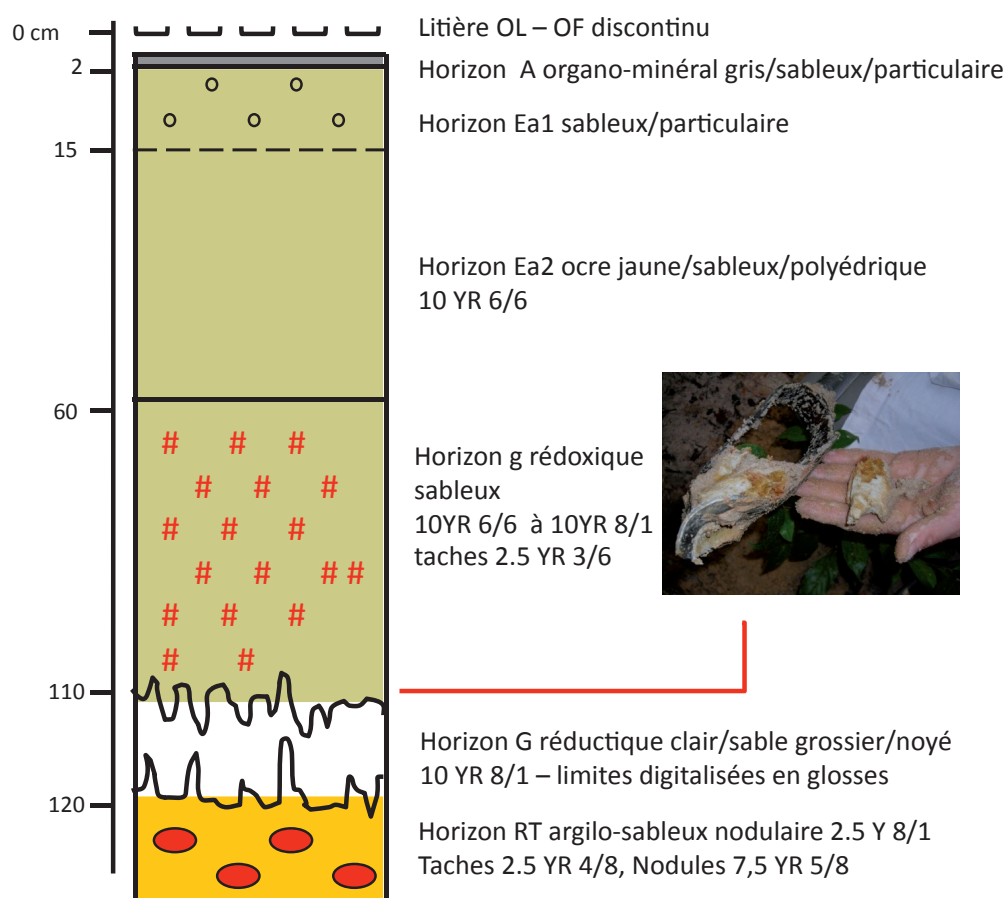 0 cm
Litière OL – OF discontinu
2
Horizon A organo-minéral gris/sableux/particulaire
Horizon Ea1 sableux/particulaire
15
Horizon Ea2 ocre jaune/sableux/polyédrique
10 YR 6/6
60
# # #
# # #
Horizon g rédoxique
sableux
# # #
10YR 6/6 à 10YR 8/1
taches 2.5 YR 3/6
# # # #
# # #
# #
110
Horizon G réductique clair/sable grossier/noyé
10 YR 8/1 – limites digitalisées en glosses
120
Horizon RT argilo-sableux nodulaire 2.5 Y 8/1
Taches 2.5 YR 4/8, Nodules 7,5 YR 5/8